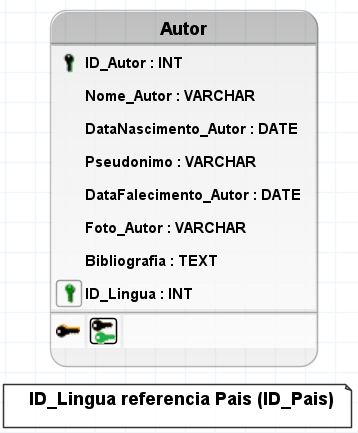 Autor
ID_Autor : INT
Nome_Autor : VARCHAR
DataNascimento_Autor : DATE
Pseudonimo : VARCHAR
DataFalecimento_Autor : DATE
Foto_Autor : VARCHAR
Bibliografia : TEXT
ID_Lingua : INT
ID_Lingua referencia Pais (ID_Pais)